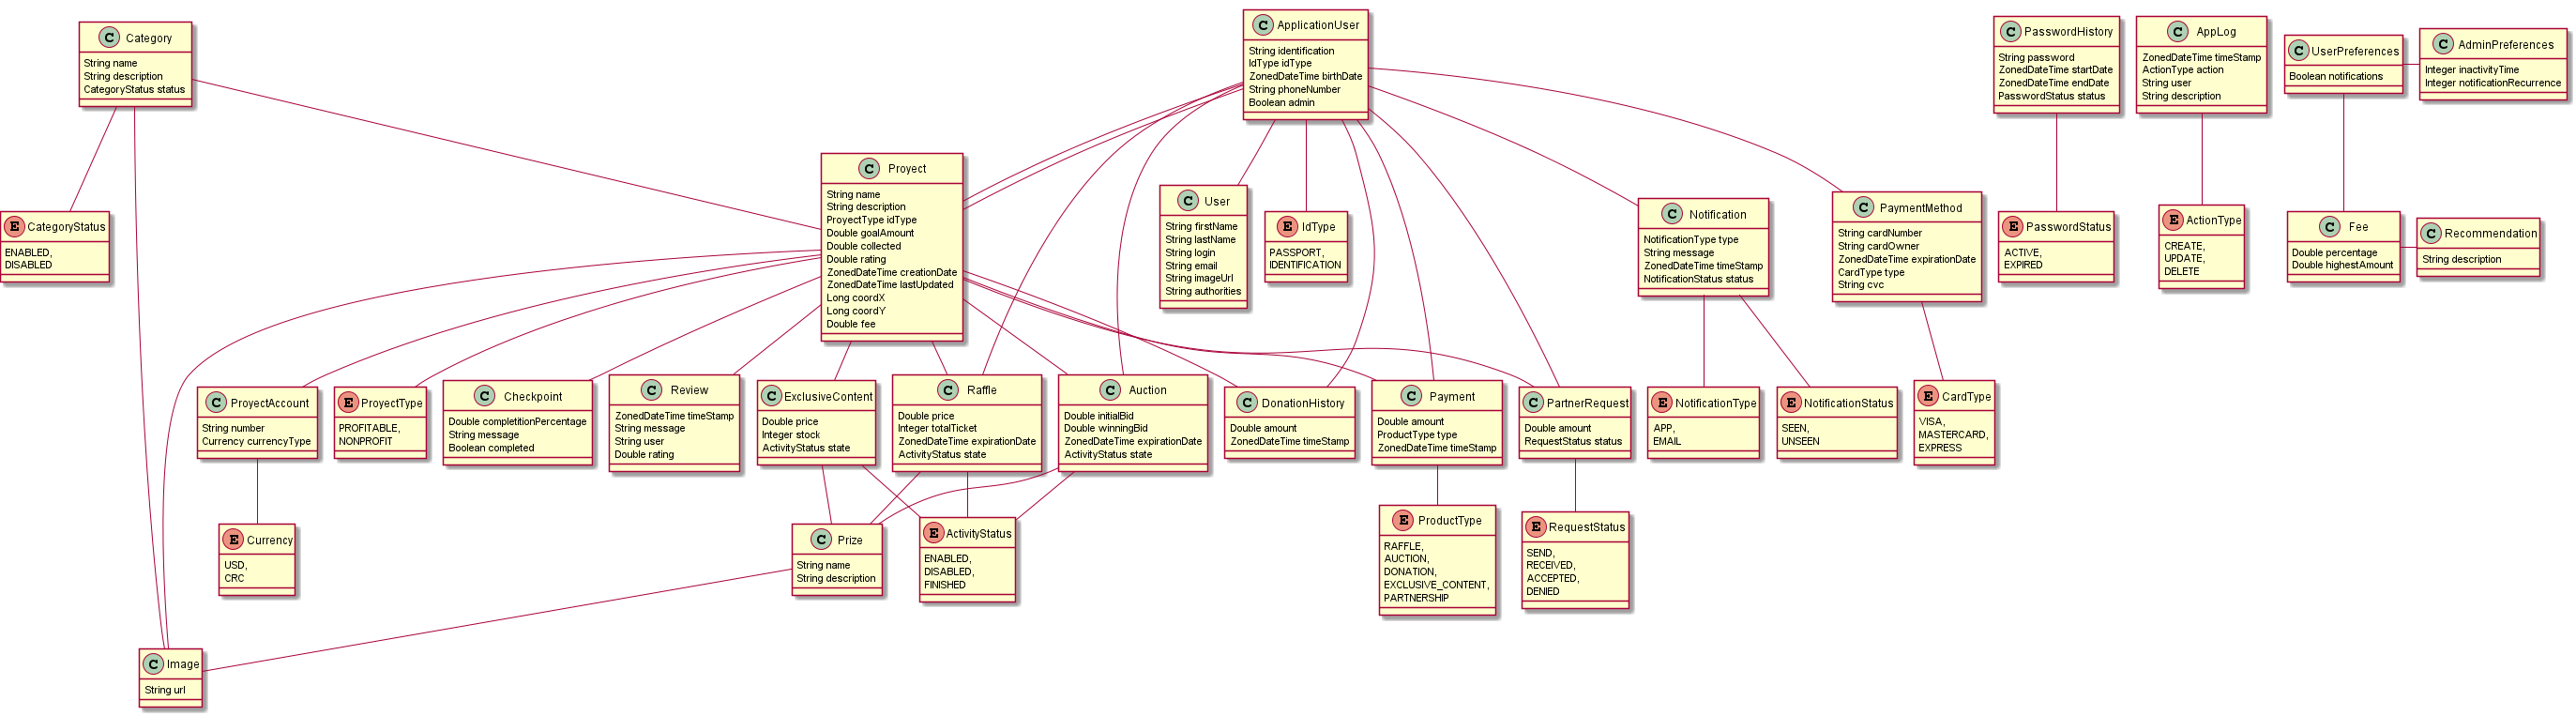 C Category
String name
String description
CategoryStatus status
C ApplicationUser
String identification
IdType idType
ZonedDateTime birthDate
String phoneNumber
Boolean admin
C PasswordHistory
String password
ZonedDateTime startDate
ZonedDateTime endDate
PasswordStatus status
C AppLog
ZonedDateTime timeStamp
ActionType action
String user
String description
C UserPreferences
Boolean notifications
C AdminPreferences
Integer inactivityTime
Integer notificationRecurrence
C Proyect
String name
String description
ProyectType idType
Double goalAmount
Double collected
Double rating
ZonedDateTime creationDate
ZonedDateTime lastUpdated
Long coordX
Long coordY
Double fee
E CategoryStatus
ENABLED,
DISABLED
C User
String firstName
String lastName
String login
String email
String imageUrl
String authorities
E IdType
PASSPORT,
IDENTIFICATION
C Notification
NotificationType type
String message
ZonedDateTime timeStamp
NotificationStatus status
C PaymentMethod
String cardNumber
String cardOwner
ZonedDateTime expirationDate
CardType type
String cvc
E PasswordStatus
ACTIVE,
EXPIRED
E ActionType
CREATE,
UPDATE,
DELETE
C Fee
Double percentage
Double highestAmount
C Recommendation
String description
C ProyectAccount
String number
Currency currencyType
E ProyectType
PROFITABLE,
NONPROFIT
C Checkpoint
Double completitionPercentage
String message
Boolean completed
C Review
ZonedDateTime timeStamp
String message
String user
Double rating
C ExclusiveContent
Double price
Integer stock
ActivityStatus state
C Raffle
Double price
Integer totalTicket
ZonedDateTime expirationDate
ActivityStatus state
C Auction
Double initialBid
Double winningBid
ZonedDateTime expirationDate
ActivityStatus state
C DonationHistory
Double amount
ZonedDateTime timeStamp
C Payment
Double amount
ProductType type
ZonedDateTime timeStamp
C PartnerRequest
Double amount
RequestStatus status
E NotificationType
APP,
EMAIL
E NotificationStatus
SEEN,
UNSEEN
E CardType
VISA,
MASTERCARD,
EXPRESS
E Currency
USD,
CRC
C Prize
String name
String description
E ActivityStatus
ENABLED,
DISABLED,
FINISHED
E ProductType
RAFFLE,
AUCTION,
DONATION,
EXCLUSIVE_CONTENT,
PARTNERSHIP
E RequestStatus
SEND,
RECEIVED,
ACCEPTED,
DENIED
C Image
String url